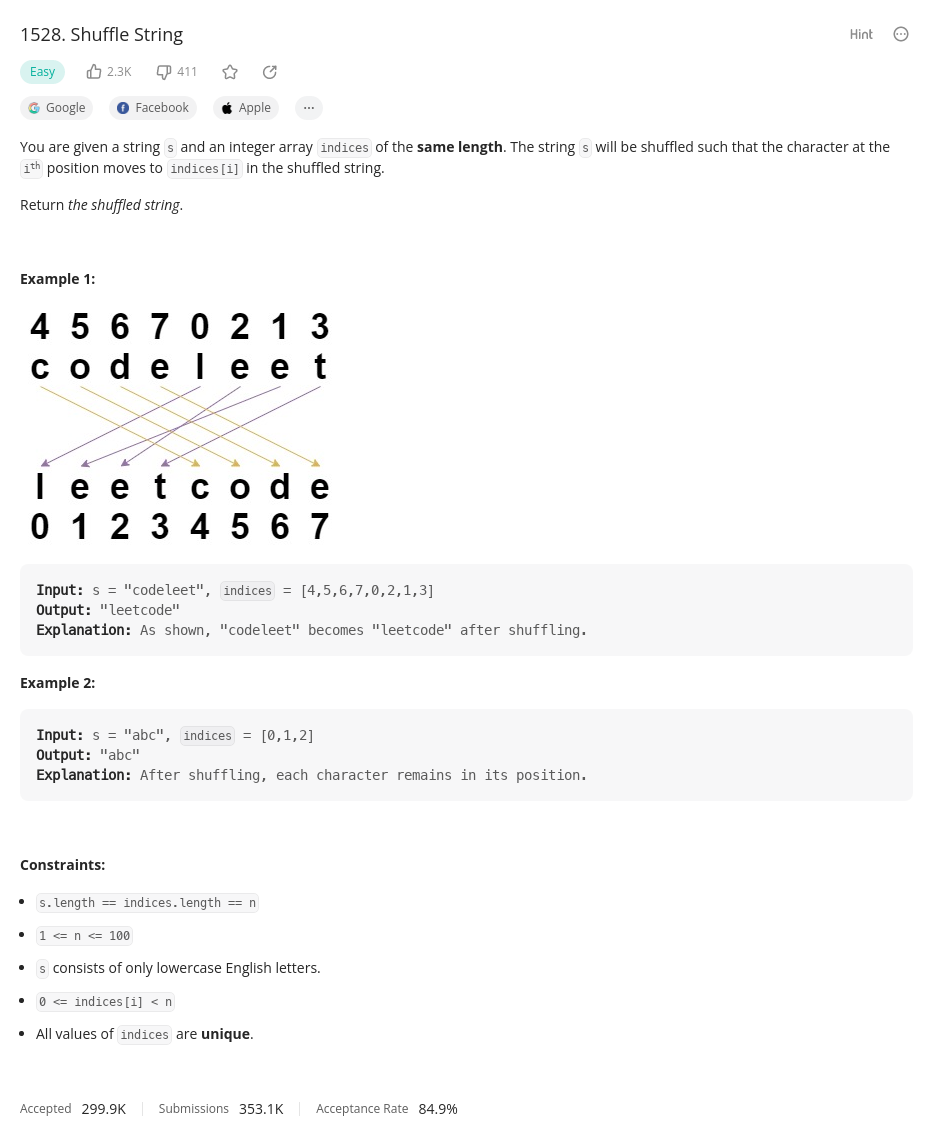 1528. Shuffle String
Hint
Easy 2.3K 411
Google Facebook Apple ...
You are given a string s and an integer array indices of the same length. The string s will be shuffled such that the character at the
ith position moves to indices[i] in the shuffled string.
Return the shuffled string.
Example 1:
4 5 6 7 0 2 1 3
c o d e l e e t
l e e t c o d e
0 1 2 3 4 5 6 7
Input: s = "codeleet", indices = [4,5,6,7,0,2,1,3]
Output: "leetcode"
Explanation: As shown, "codeleet" becomes "leetcode" after shuffling.
Example 2:
Input: s = "abc", indices = [0,1,2]
Output: "abc"
Explanation: After shuffling, each character remains in its position.
Constraints:
s.length == indices.length == n
1 <= n <= 100
s consists of only lowercase English letters.
0 <= indices[i] < n
All values of indices are unique.
Accepted 299.9K Submissions 353.1K Acceptance Rate 84.9%